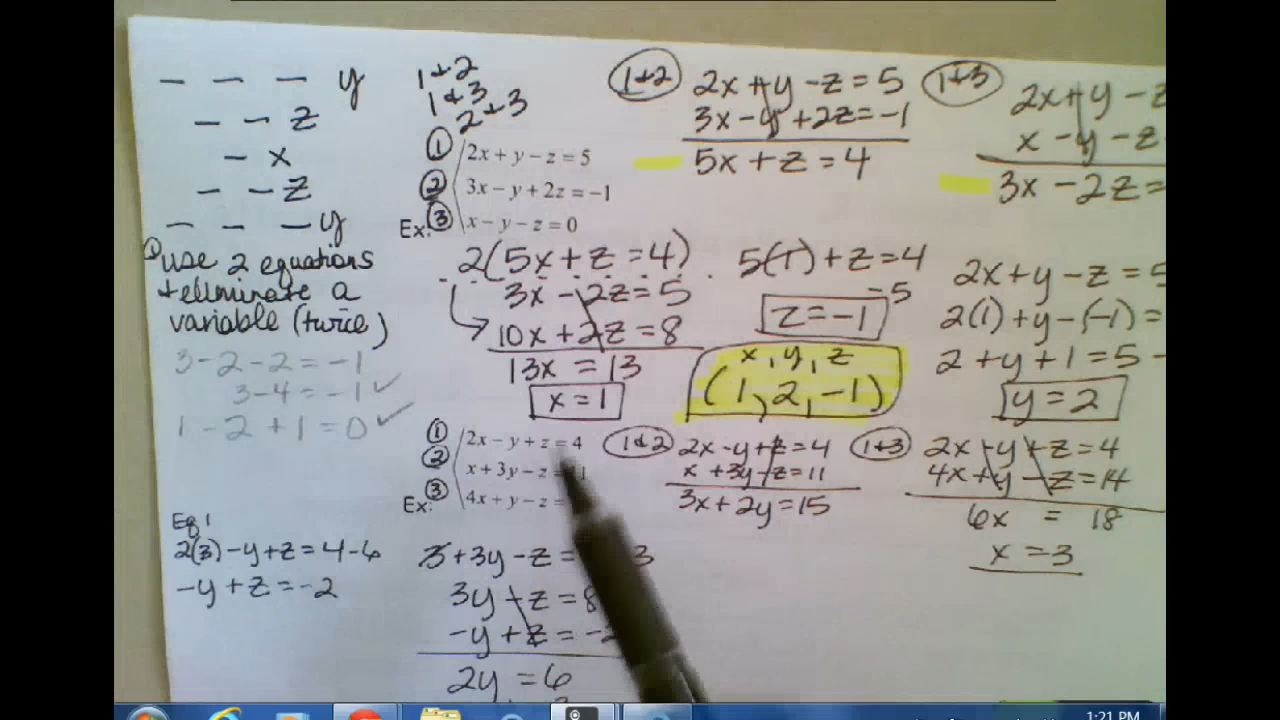 — — — y
— — z
— x
— — z
— — — y
① Use 2 equations
+ eliminate a
variable (twice)
3-2-2=-1
3-4=-1 ✓
1-2+1=0 ✓
1+2
1&3
2+3
① 2x + y – z = 5
② 3x – y + 2z = –1
Ex: ③ x – y – z = 0
1+2
2x+y-z=5
3x-y+2z=-1
5x+z=4
1+3
2x+y-z
x-y-z
3x-2z=
2(5x+z=4)
3x-2z=5
10x+2z=8
13x=13
x=1
5(1)+z=4
-5
z=-1
x, y, z
(1, 2, -1)
2x+y-z=5
2(1)+y-(-1)=
2+y+1=5-
y=2
① 2x – y + z = 4
② x + 3y – z =
Ex: ③ 4x + y – z =
1&2
2x-y+z=4
x+3y-z=11
3x+2y=15
1+3
2x-y+z=4
4x+y-z=14
6x = 18
x=3
Eq 1
2(3)-y+z=4-6
-y+z=-2
3+3y-z=
3y-z=8
-y+z=-2
2y=6
1:21 PM